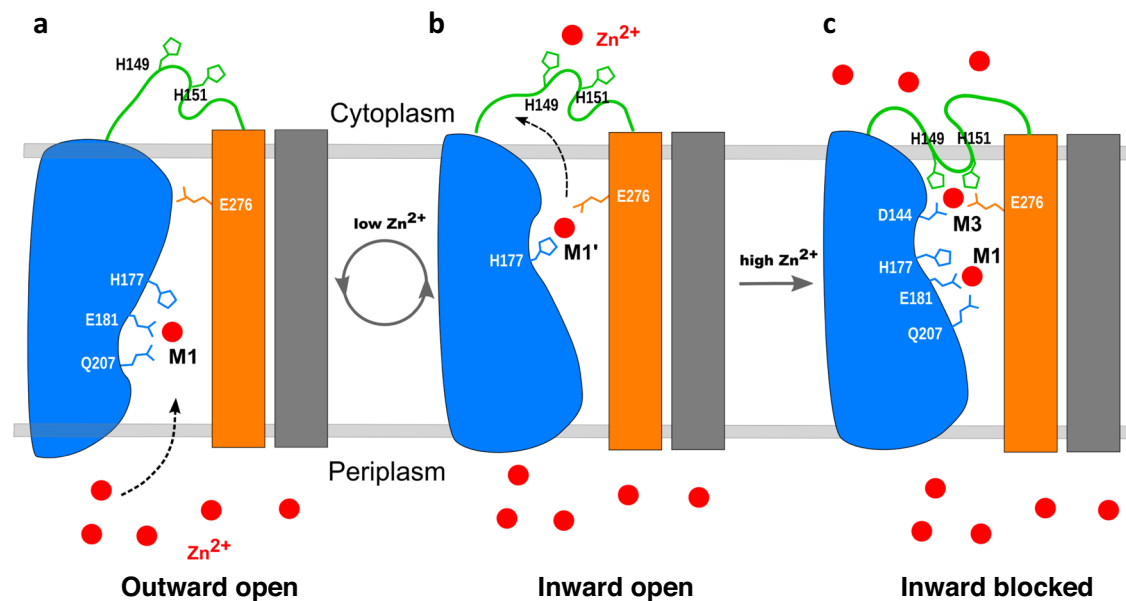 a
b
c
H149
H151
E276
H177
E181
Q207
M1
Zn2+
Cytoplasm
Periplasm
low Zn2+
Zn2+
H149
H151
E276
H177
M1'
high Zn2+
H149
H151
D144
M3
E276
H177
M1
E181
Q207
Outward open
Inward open
Inward blocked